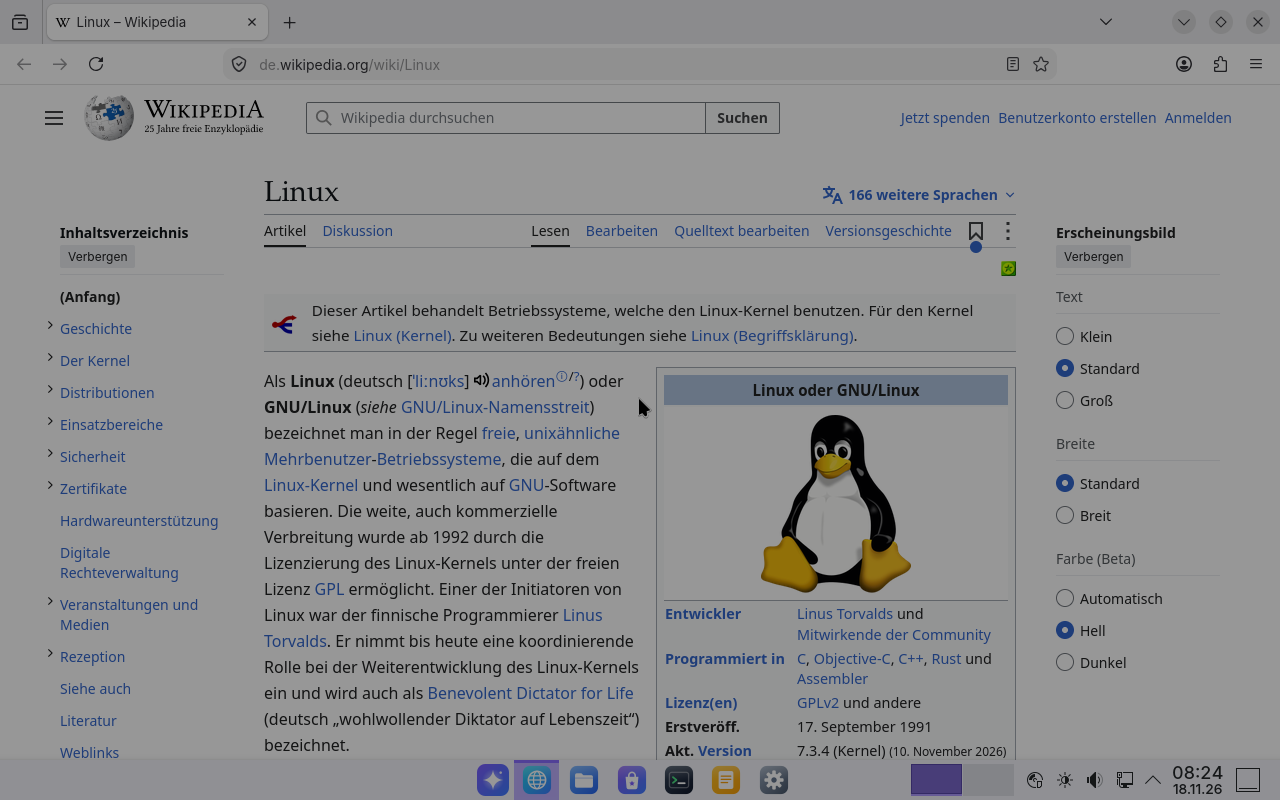 Linux – Wikipedia
de.wikipedia.org/wiki/Linux
WIKIPEDIA
25 Jahre freie Enzyklopädie
Wikipedia durchsuchen
Suchen
Jetzt spenden
Benutzerkonto erstellen
Anmelden
Linux
166 weitere Sprachen
Artikel
Diskussion
Lesen
Bearbeiten
Quelltext bearbeiten
Versionsgeschichte
Inhaltsverzeichnis
Verbergen
(Anfang)
Geschichte
Der Kernel
Distributionen
Einsatzbereiche
Sicherheit
Zertifikate
Hardwareunterstützung
Digitale
Rechteverwaltung
Veranstaltungen und
Medien
Rezeption
Siehe auch
Literatur
Weblinks
Dieser Artikel behandelt Betriebssysteme, welche den Linux-Kernel benutzen. Für den Kernel
siehe Linux (Kernel). Zu weiteren Bedeutungen siehe Linux (Begriffsklärung).
Als Linux (deutsch [ˈliːnʊks] anhören ⓘ/?) oder
GNU/Linux (siehe GNU/Linux-Namensstreit)
bezeichnet man in der Regel freie, unixähnliche
Mehrbenutzer-Betriebssysteme, die auf dem
Linux-Kernel und wesentlich auf GNU-Software
basieren. Die weite, auch kommerzielle
Verbreitung wurde ab 1992 durch die
Lizenzierung des Linux-Kernels unter der freien
Lizenz GPL ermöglicht. Einer der Initiatoren von
Linux war der finnische Programmierer Linus
Torvalds. Er nimmt bis heute eine koordinierende
Rolle bei der Weiterentwicklung des Linux-Kernels
ein und wird auch als Benevolent Dictator for Life
(deutsch „wohlwollender Diktator auf Lebenszeit“)
bezeichnet.
Linux oder GNU/Linux
Entwickler Linus Torvalds und
Mitwirkende der Community
Programmiert in C, Objective-C, C++, Rust und
Assembler
Lizenz(en) GPLv2 und andere
Erstveröff. 17. September 1991
Akt. Version 7.3.4 (Kernel) (10. November 2026)
Erscheinungsbild
Verbergen
Text
Klein
Standard
Groß
Breite
Standard
Breit
Farbe (Beta)
Automatisch
Hell
Dunkel
08:24
18.11.26